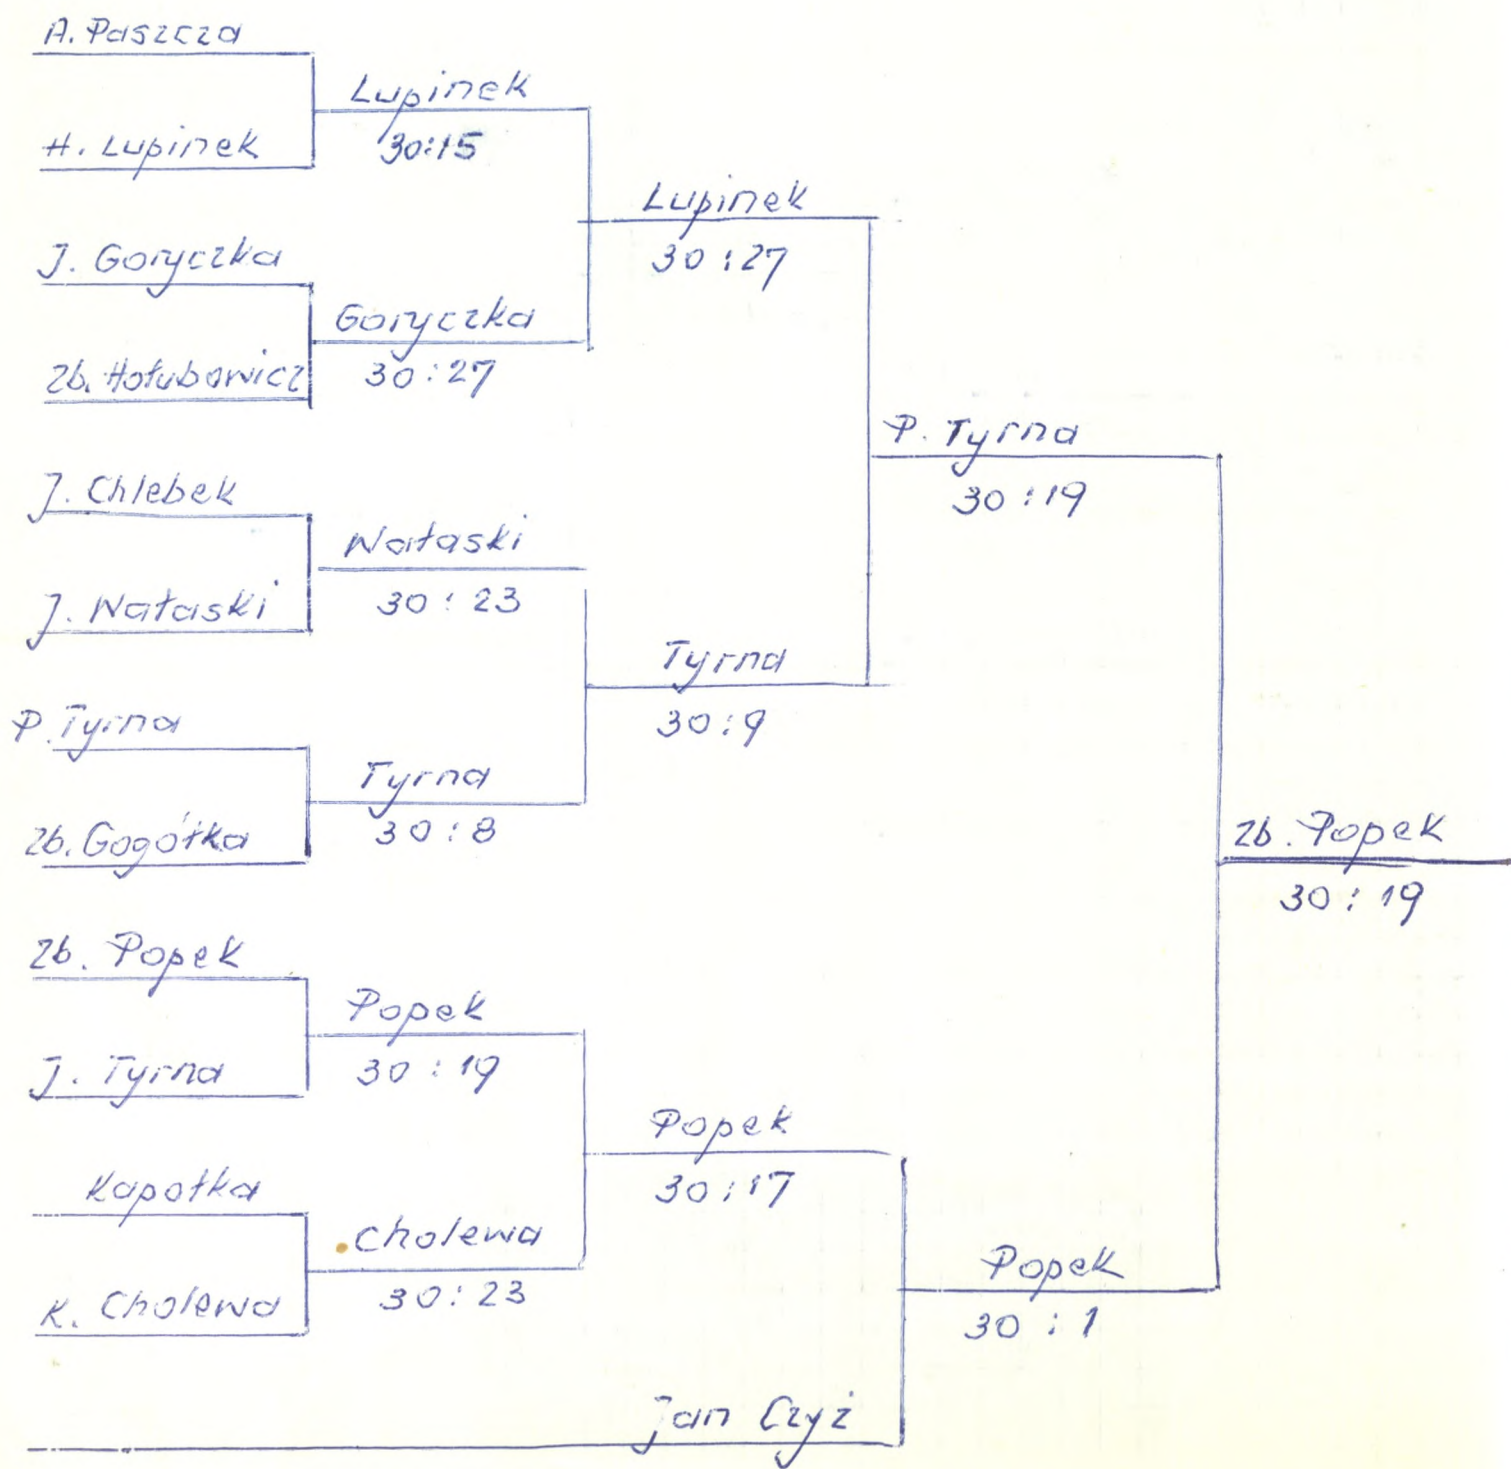 A. Paszcza
Lupinek
H. Lupinek
30:15
Lupinek
J. Goryczka
30:27
Goryczka
Zb. Hołubowicz
30:27
P. Tyrna
J. Chlebek
30:19
Wataski
J. Wataski
30:23
Tyrna
P. Tyrna
30:9
Tyrna
Zb. Gogółka
30:8
Zb. Popek
30:19
Zb. Popek
Popek
J. Tyrna
30:19
Popek
Kapołka
30:17
Cholewa
K. Cholewa
30:23
Popek
30:1
Jan Czyż